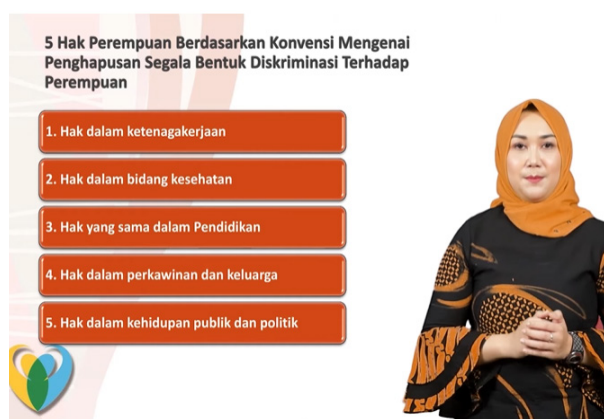 5 Hak Perempuan Berdasarkan Konvensi Mengenai
Penghapusan Segala Bentuk Diskriminasi Terhadap
Perempuan
1. Hak dalam ketenagakerjaan
2. Hak dalam bidang kesehatan
3. Hak yang sama dalam Pendidikan
4. Hak dalam perkawinan dan keluarga
5. Hak dalam kehidupan publik dan politik